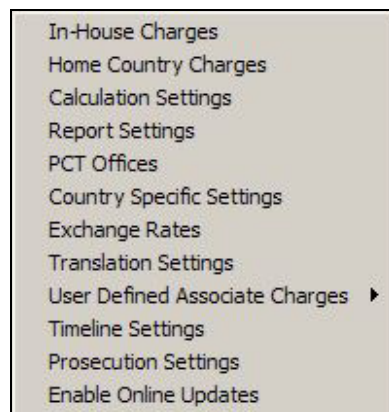 In-House Charges
Home Country Charges
Calculation Settings
Report Settings
PCT Offices
Country Specific Settings
Exchange Rates
Translation Settings
User Defined Associate Charges
Timeline Settings
Prosecution Settings
Enable Online Updates